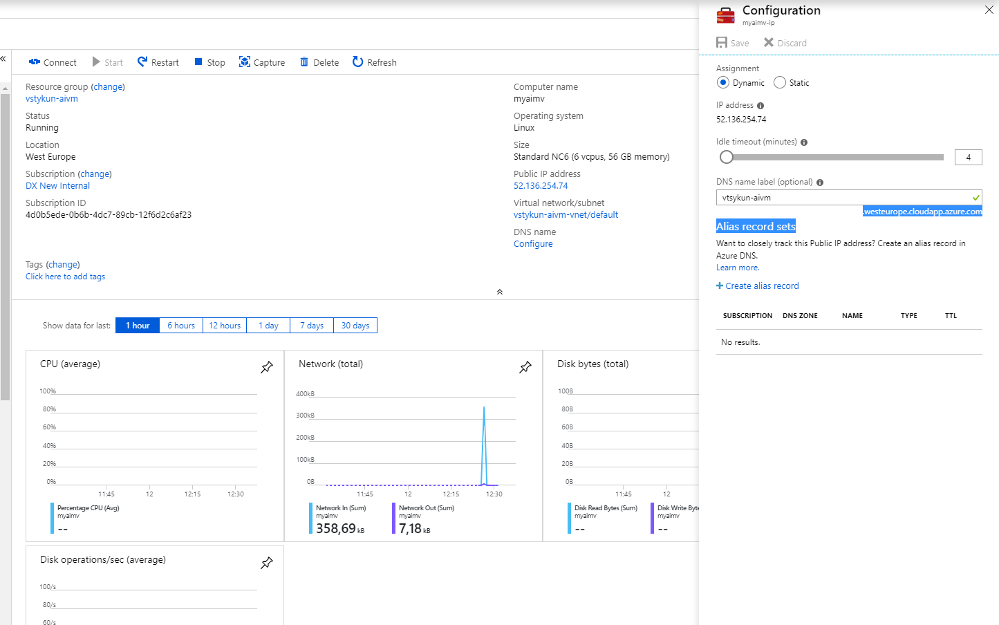 Configuration
myaimv-ip
Save Discard
« Connect Start Restart Stop Capture Delete Refresh
Resource group (change)
vstykun-aivm
Status
Running
Location
West Europe
Subscription (change)
DX New Internal
Subscription ID
4d0b5ede-0b6b-4dc7-89cb-12f6d2c6af23
Computer name
myaimv
Operating system
Linux
Size
Standard NC6 (6 vcpus, 56 GB memory)
Public IP address
52.136.254.74
Virtual network/subnet
vstykun-aivm-vnet/default
DNS name
Configure
Tags (change)
Click here to add tags
Show data for last: 1 hour 6 hours 12 hours 1 day 7 days 30 days
CPU (average)
100%
80%
60%
40%
20%
0%
11:45 12 12:15 12:30
Percentage CPU (Avg)
myaimv
--
Network (total)
400kB
300kB
200kB
100kB
0B
11:45 12 12:15 12:30
Network In (Sum)
myaimv
358,69 kB
Network Out (Sum)
myaimv
7,18 kB
Disk bytes (total)
100B
80B
60B
40B
20B
0B
11:45 12
Disk Read Bytes (Sum)
myaimv
--
Disk Write Byte
myaimv
--
Disk operations/sec (average)
100/s
80/s
60/s
Assignment
Dynamic Static
IP address
52.136.254.74
Idle timeout (minutes)
4
DNS name label (optional)
vtsykun-aivm
.westeurope.cloudapp.azure.com
Alias record sets
Want to closely track this Public IP address? Create an alias record in
Azure DNS.
Learn more.
+ Create alias record
SUBSCRIPTION DNS ZONE NAME TYPE TTL
No results.